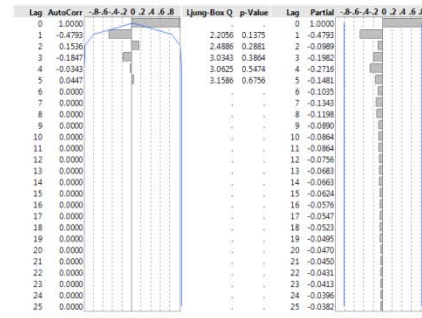 Lag AutoCorr -.8-.6-.4-.2 0 .2 .4 .6 .8 Ljung-Box Q p-Value Lag Partial -.8-.6-.4-.2 0 .2 .4 .6 .8
0 1.0000 . . 0 1.0000
1 -0.4793 2.2056 0.1375 1 -0.4793
2 0.1536 2.4886 0.2881 2 -0.0989
3 -0.1847 3.0343 0.3864 3 -0.1982
4 -0.0343 3.0625 0.5474 4 -0.2716
5 0.0447 3.1586 0.6756 5 -0.1481
6 0.0000 . . 6 -0.1035
7 0.0000 . . 7 -0.1343
8 0.0000 . . 8 -0.1198
9 0.0000 . . 9 -0.0890
10 0.0000 . . 10 -0.0864
11 0.0000 . . 11 -0.0864
12 0.0000 . . 12 -0.0756
13 0.0000 . . 13 -0.0683
14 0.0000 . . 14 -0.0663
15 0.0000 . . 15 -0.0624
16 0.0000 . . 16 -0.0576
17 0.0000 . . 17 -0.0547
18 0.0000 . . 18 -0.0523
19 0.0000 . . 19 -0.0495
20 0.0000 . . 20 -0.0470
21 0.0000 . . 21 -0.0450
22 0.0000 . . 22 -0.0431
23 0.0000 . . 23 -0.0413
24 0.0000 . . 24 -0.0396
25 0.0000 . . 25 -0.0382